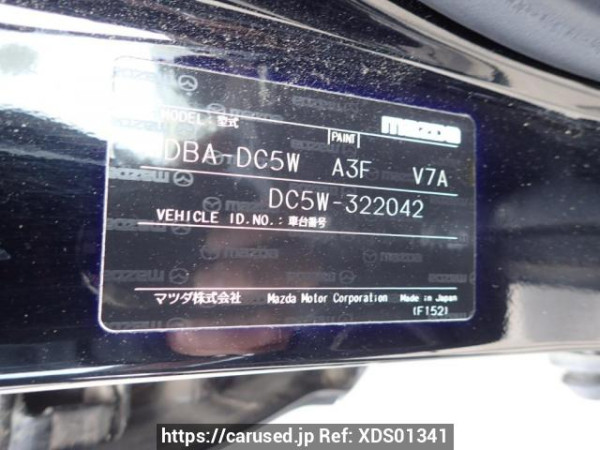 MODEL: 型式 PAINT mazda
DBA-DC5W A3F V7A
DC5W-322042
VEHICLE ID.NO.: 車台番号
マツダ株式会社 Mazda Motor Corporation Made in Japan
(F152)
https://carused.jp Ref: XDS01341